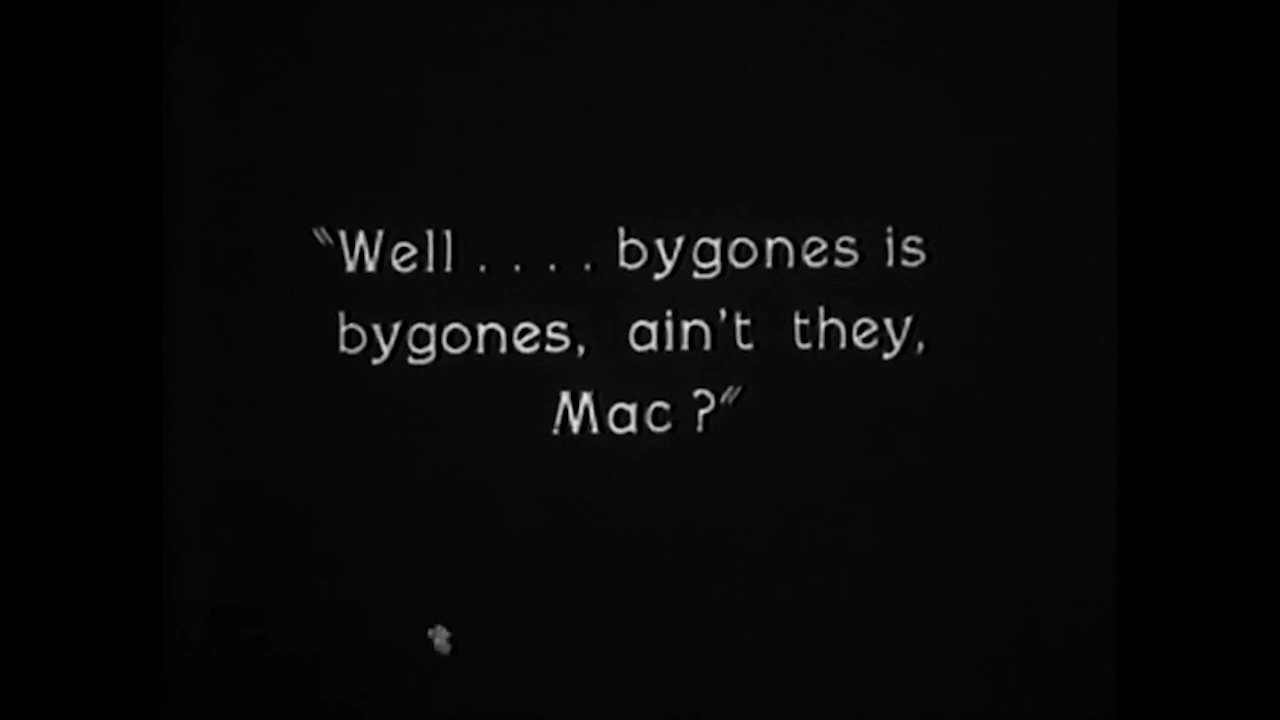 "Well . . . . bygones is
bygones, ain't they,
Mac ?"